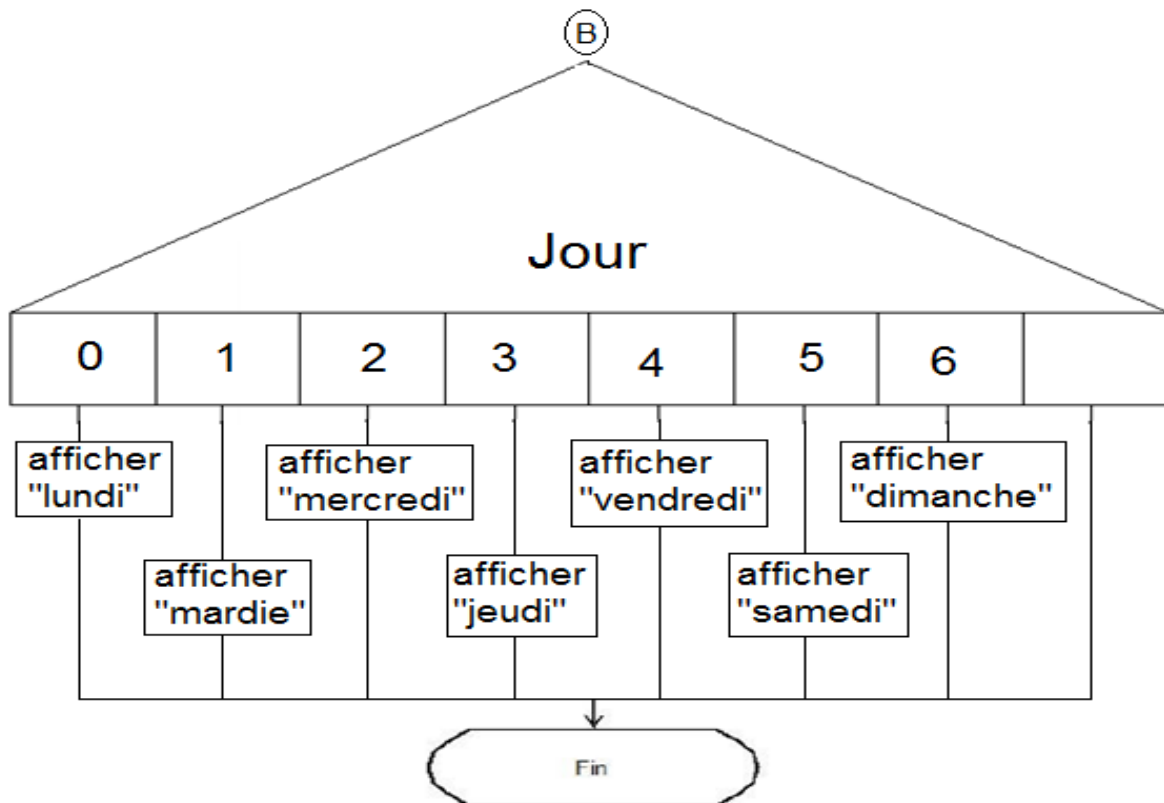 B
Jour
0 1 2 3 4 5 6
afficher
"lundi"
afficher
"mardie"
afficher
"mercredi"
afficher
"jeudi"
afficher
"vendredi"
afficher
"samedi"
afficher
"dimanche"
Fin